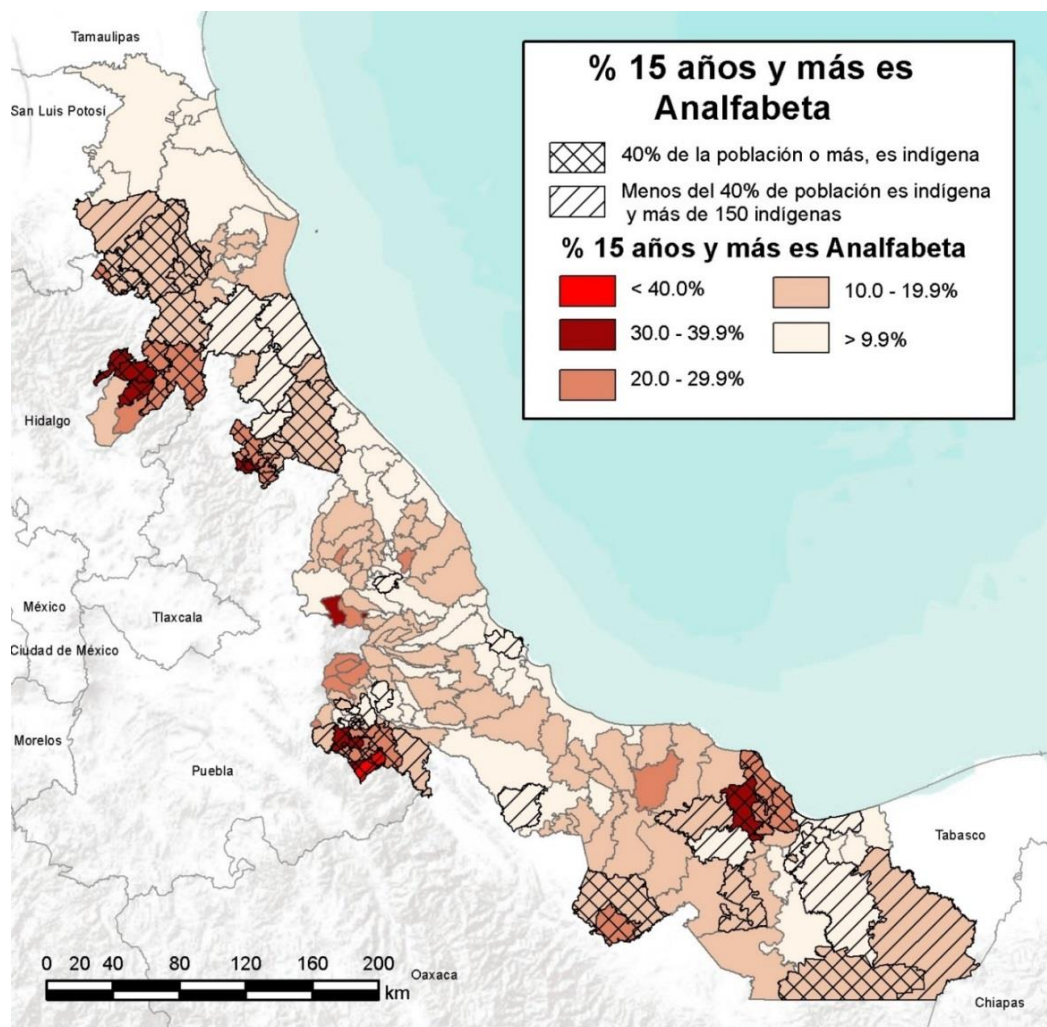 Tamaulipas
San Luis Potosí
% 15 años y más es
Analfabeta
40% de la población o más, es indígena
Menos del 40% de población es indígena
y más de 150 indígenas
% 15 años y más es Analfabeta
< 40.0%
10.0 - 19.9%
30.0 - 39.9%
> 9.9%
20.0 - 29.9%
Hidalgo
México
Tlaxcala
Ciudad de México
Morelos
Puebla
Tabasco
0 20 40 80 120 160 200
km
Oaxaca
Chiapas